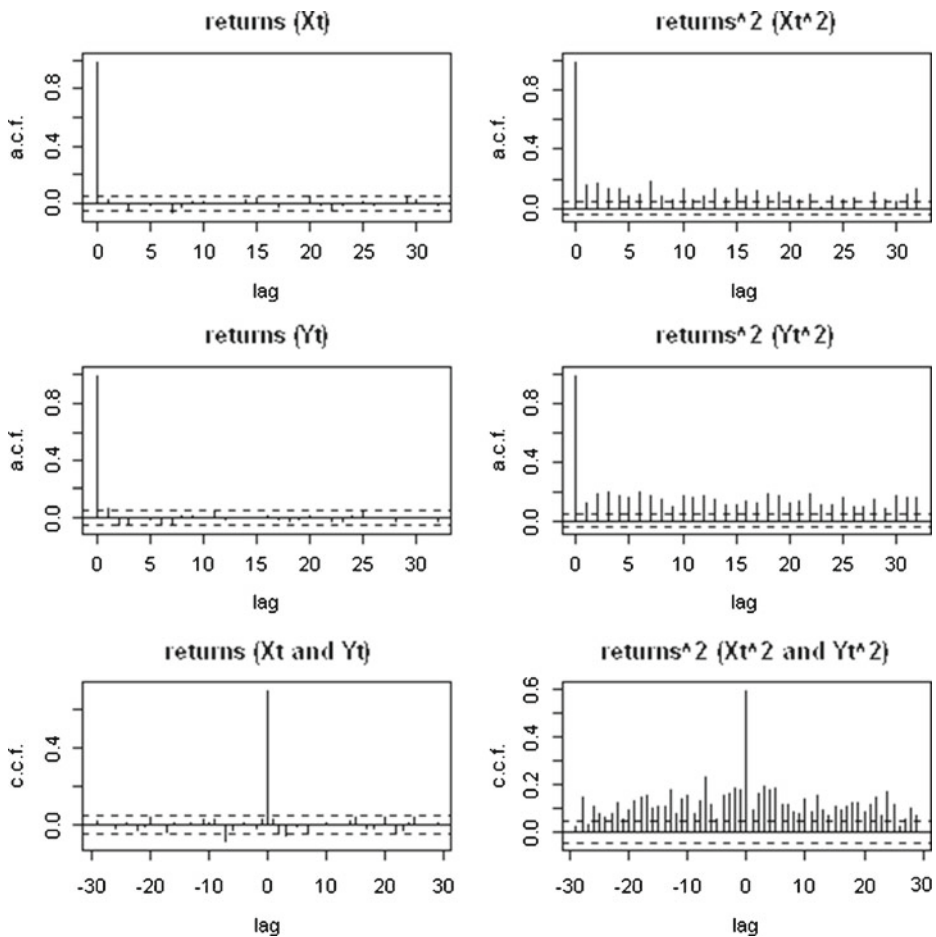 returns (Xt)
a.c.f.
0.0 0.4 0.8
0 5 10 15 20 25 30
lag
returns^2 (Xt^2)
a.c.f.
0.0 0.4 0.8
0 5 10 15 20 25 30
lag
returns (Yt)
a.c.f.
0.0 0.4 0.8
0 5 10 15 20 25 30
lag
returns^2 (Yt^2)
a.c.f.
0.0 0.4 0.8
0 5 10 15 20 25 30
lag
returns (Xt and Yt)
c.c.f.
0.0 0.4
-30 -20 -10 0 10 20 30
lag
returns^2 (Xt^2 and Yt^2)
c.c.f.
0.0 0.2 0.4 0.6
-30 -20 -10 0 10 20 30
lag